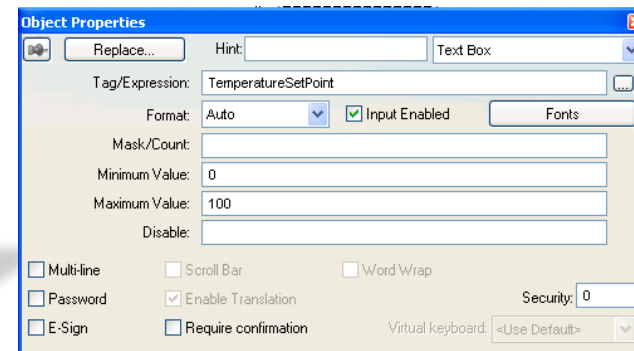 Object Properties
Replace... Hint: Text Box
Tag/Expression: TemperatureSetPoint ...
Format: Auto Input Enabled Fonts
Mask/Count:
Minimum Value: 0
Maximum Value: 100
Disable:
Multi-line Scroll Bar Word Wrap
Password Enable Translation Security: 0
E-Sign Require confirmation Virtual keyboard: <Use Default>